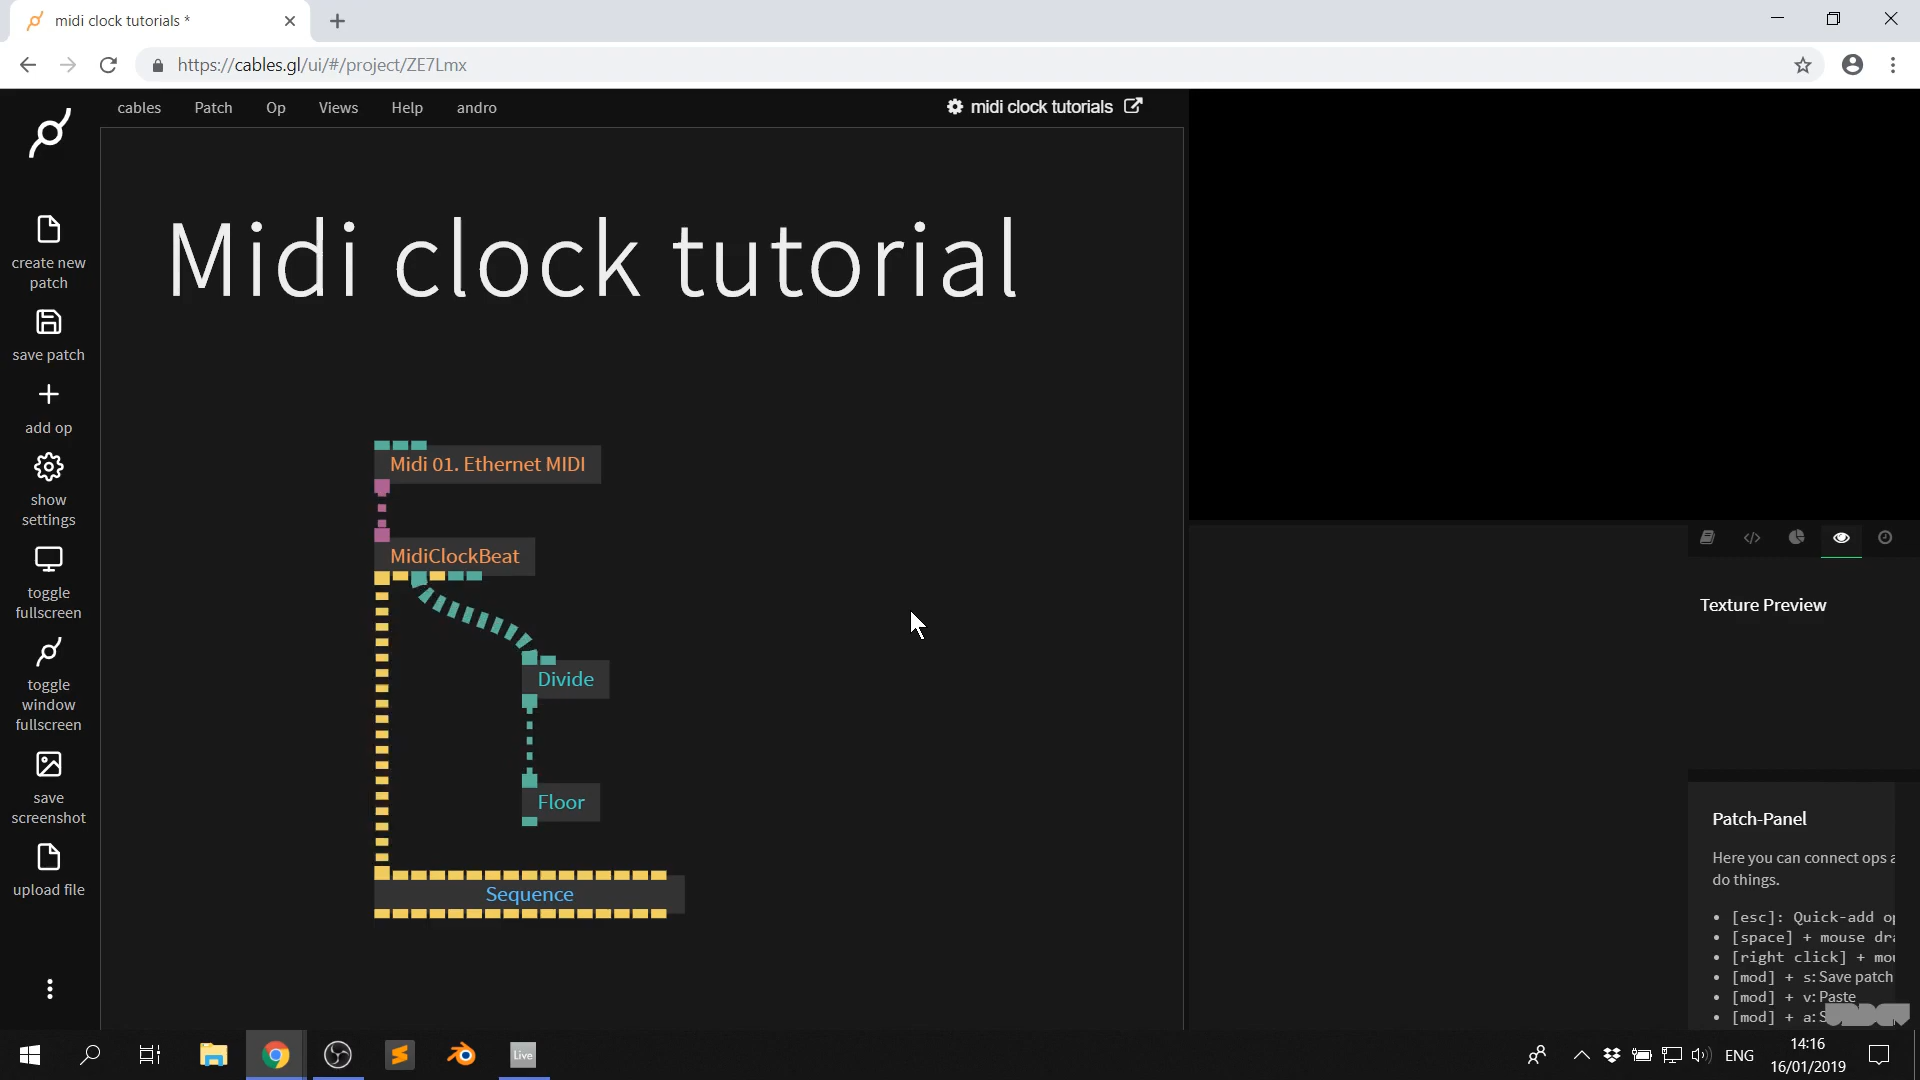 midi clock tutorials *
https://cables.gl/ui/#/project/ZE7Lmx
cables
Patch
Op
Views
Help
andro
midi clock tutorials
create new
patch
save patch
add op
show
settings
toggle
fullscreen
toggle
window
fullscreen
save
screenshot
upload file
Midi clock tutorial
Midi 01. Ethernet MIDI
MidiClockBeat
Divide
Floor
Sequence
Texture Preview
Patch-Panel
Here you can connect ops a
do things.
• [esc]: Quick-add op
• [space] + mouse dra
• [right click] + mou
• [mod] + s: Save patch
• [mod] + v: Paste
• [mod] + a: S
Live
ENG
14:16
16/01/2019